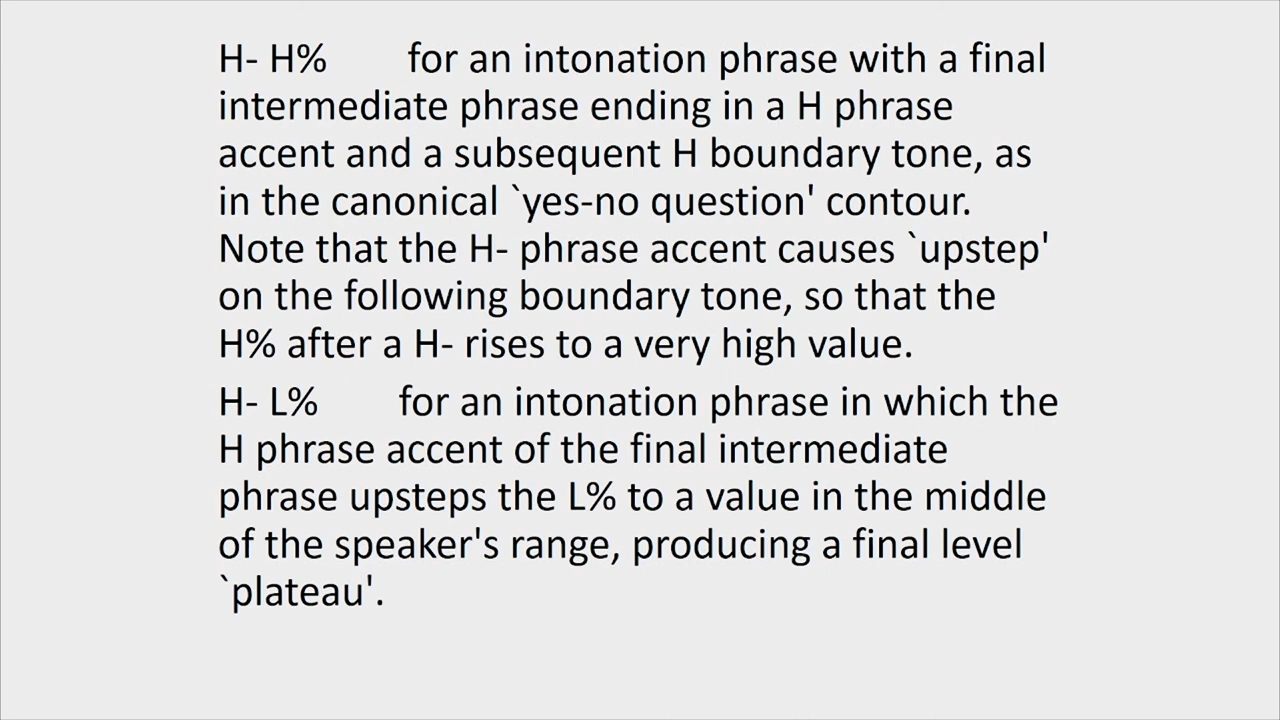 H- H% for an intonation phrase with a final
intermediate phrase ending in a H phrase
accent and a subsequent H boundary tone, as
in the canonical `yes-no question' contour.
Note that the H- phrase accent causes `upstep'
on the following boundary tone, so that the
H% after a H- rises to a very high value.
H- L% for an intonation phrase in which the
H phrase accent of the final intermediate
phrase upsteps the L% to a value in the middle
of the speaker's range, producing a final level
`plateau'.